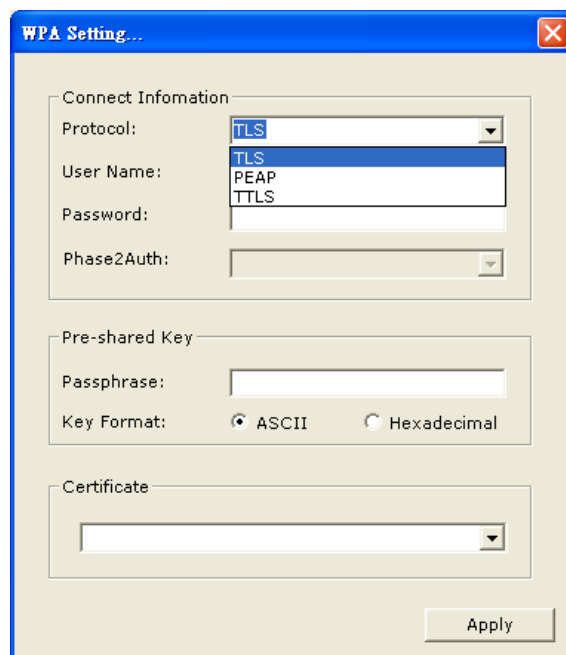 WPA Setting...
Connect Infomation
Protocol: TLS
TLS
User Name: PEAP
TTLS
Password:
Phase2Auth:
Pre-shared Key
Passphrase:
Key Format: ASCII Hexadecimal
Certificate
Apply